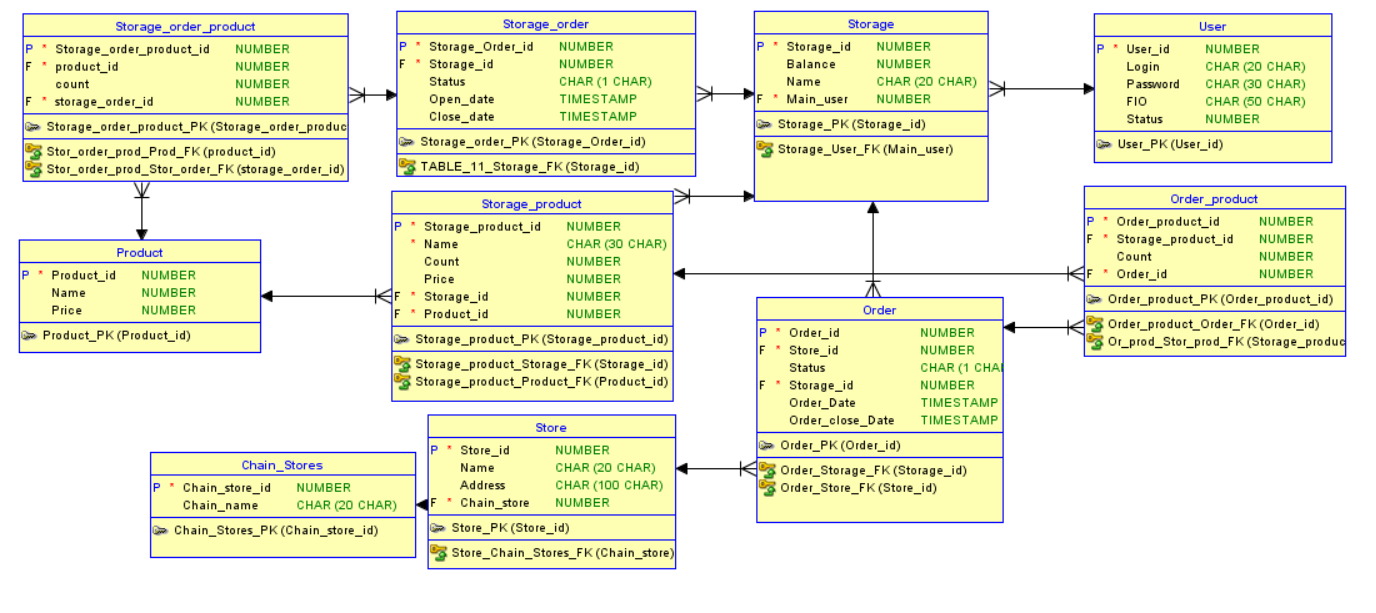 Storage_order_product
P * Storage_order_product_id NUMBER
F * product_id NUMBER
count NUMBER
F * storage_order_id NUMBER
Storage_order_product_PK (Storage_order_produc
Stor_order_prod_Prod_FK (product_id)
Stor_order_prod_Stor_order_FK (storage_order_id)
Storage_order
P * Storage_Order_id NUMBER
F * Storage_id NUMBER
Status CHAR (1 CHAR)
Open_date TIMESTAMP
Close_date TIMESTAMP
Storage_order_PK (Storage_Order_id)
TABLE_11_Storage_FK (Storage_id)
Storage
P * Storage_id NUMBER
Balance NUMBER
Name CHAR (20 CHAR)
F * Main_user NUMBER
Storage_PK (Storage_id)
Storage_User_FK (Main_user)
User
P * User_id NUMBER
Login CHAR (20 CHAR)
Password CHAR (30 CHAR)
FIO CHAR (50 CHAR)
Status NUMBER
User_PK (User_id)
Product
P * Product_id NUMBER
Name NUMBER
Price NUMBER
Product_PK (Product_id)
Storage_product
P * Storage_product_id NUMBER
* Name CHAR (30 CHAR)
Count NUMBER
Price NUMBER
F * Storage_id NUMBER
F * Product_id NUMBER
Storage_product_PK (Storage_product_id)
Storage_product_Storage_FK (Storage_id)
Storage_product_Product_FK (Product_id)
Order_product
P * Order_product_id NUMBER
F * Storage_product_id NUMBER
Count NUMBER
F * Order_id NUMBER
Order_product_PK (Order_product_id)
Order_product_Order_FK (Order_id)
Or_prod_Stor_prod_FK (Storage_produc
Order
P * Order_id NUMBER
F * Store_id NUMBER
Status CHAR (1 CHA
F * Storage_id NUMBER
Order_Date TIMESTAMP
Order_close_Date TIMESTAMP
Order_PK (Order_id)
Order_Storage_FK (Storage_id)
Order_Store_FK (Store_id)
Chain_Stores
P * Chain_store_id NUMBER
Chain_name CHAR (20 CHAR)
Chain_Stores_PK (Chain_store_id)
Store
P * Store_id NUMBER
Name CHAR (20 CHAR)
Address CHAR (100 CHAR)
F * Chain_store NUMBER
Store_PK (Store_id)
Store_Chain_Stores_FK (Chain_store)